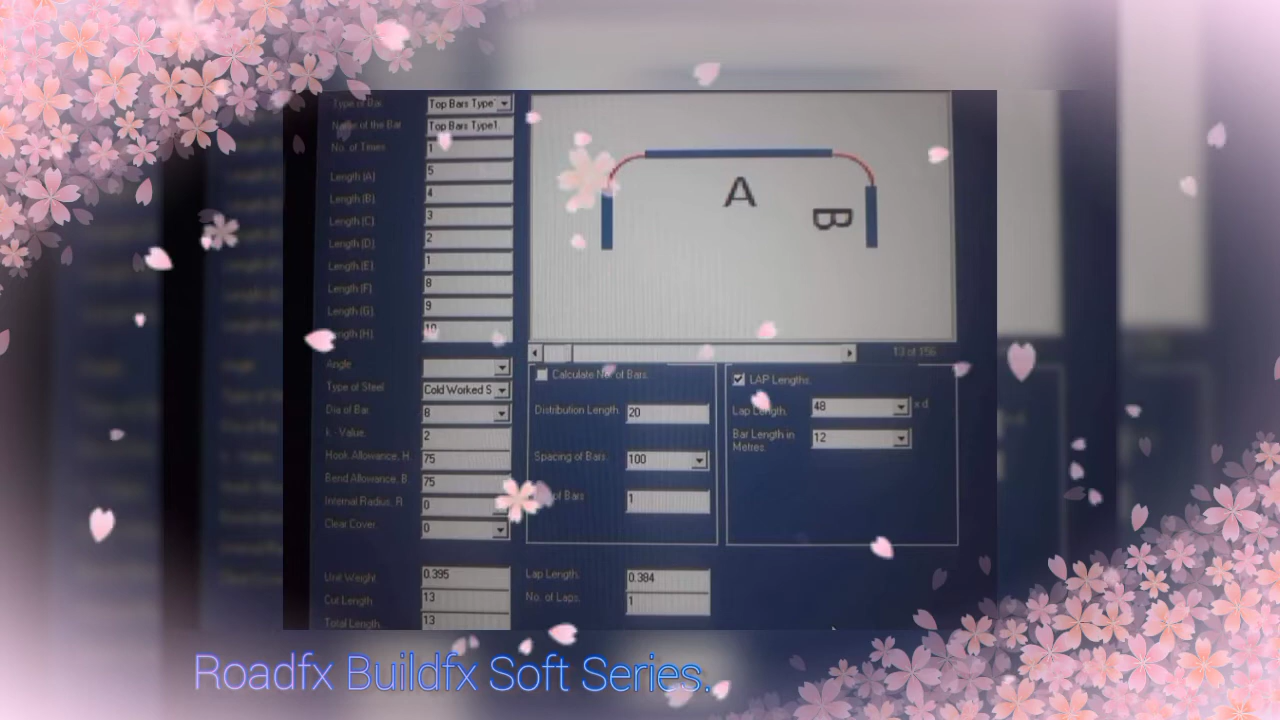 Type of Bar
Top Bars Type
Name of the Bar
Top Bars Type1
No. of Times
1
Length (A)
5
Length (B)
4
Length (C)
3
Length (D)
2
Length (E)
1
Length (F)
8
Length (G)
9
Length (H)
10
Angle
Type of Steel
Cold Worked S
Dia of Bar
8
k - Value
2
Hook Allowance, H
75
Bend Allowance, B
75
Internal Radius, R
0
Clear Cover
0
Unit Weight
0.395
Cut Length
13
Total Length
13
A
B
13 of 156
Calculate No. of Bars
Distribution Length
20
Spacing of Bars
100
of Bars
1
LAP Lengths
Lap Length
48
x d
Bar Length in
Metres
12
Lap Length
0.384
No. of Laps
1
Roadfx Buildfx Soft Series.